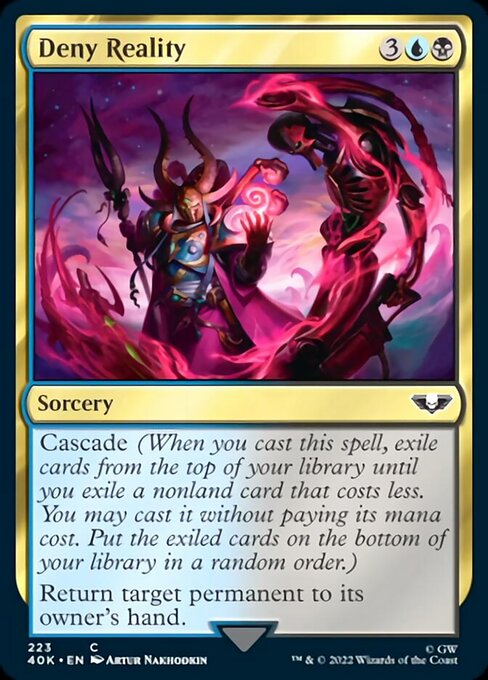 Deny Reality 3
Sorcery
Cascade (When you cast this spell, exile
cards from the top of your library until
you exile a nonland card that costs less.
You may cast it without paying its mana
cost. Put the exiled cards on the bottom of
your library in a random order.)
Return target permanent to its
owner's hand.
223 C
40K • EN Artur Nakhodkin
© GW
™ & © 2022 Wizards of the Coast